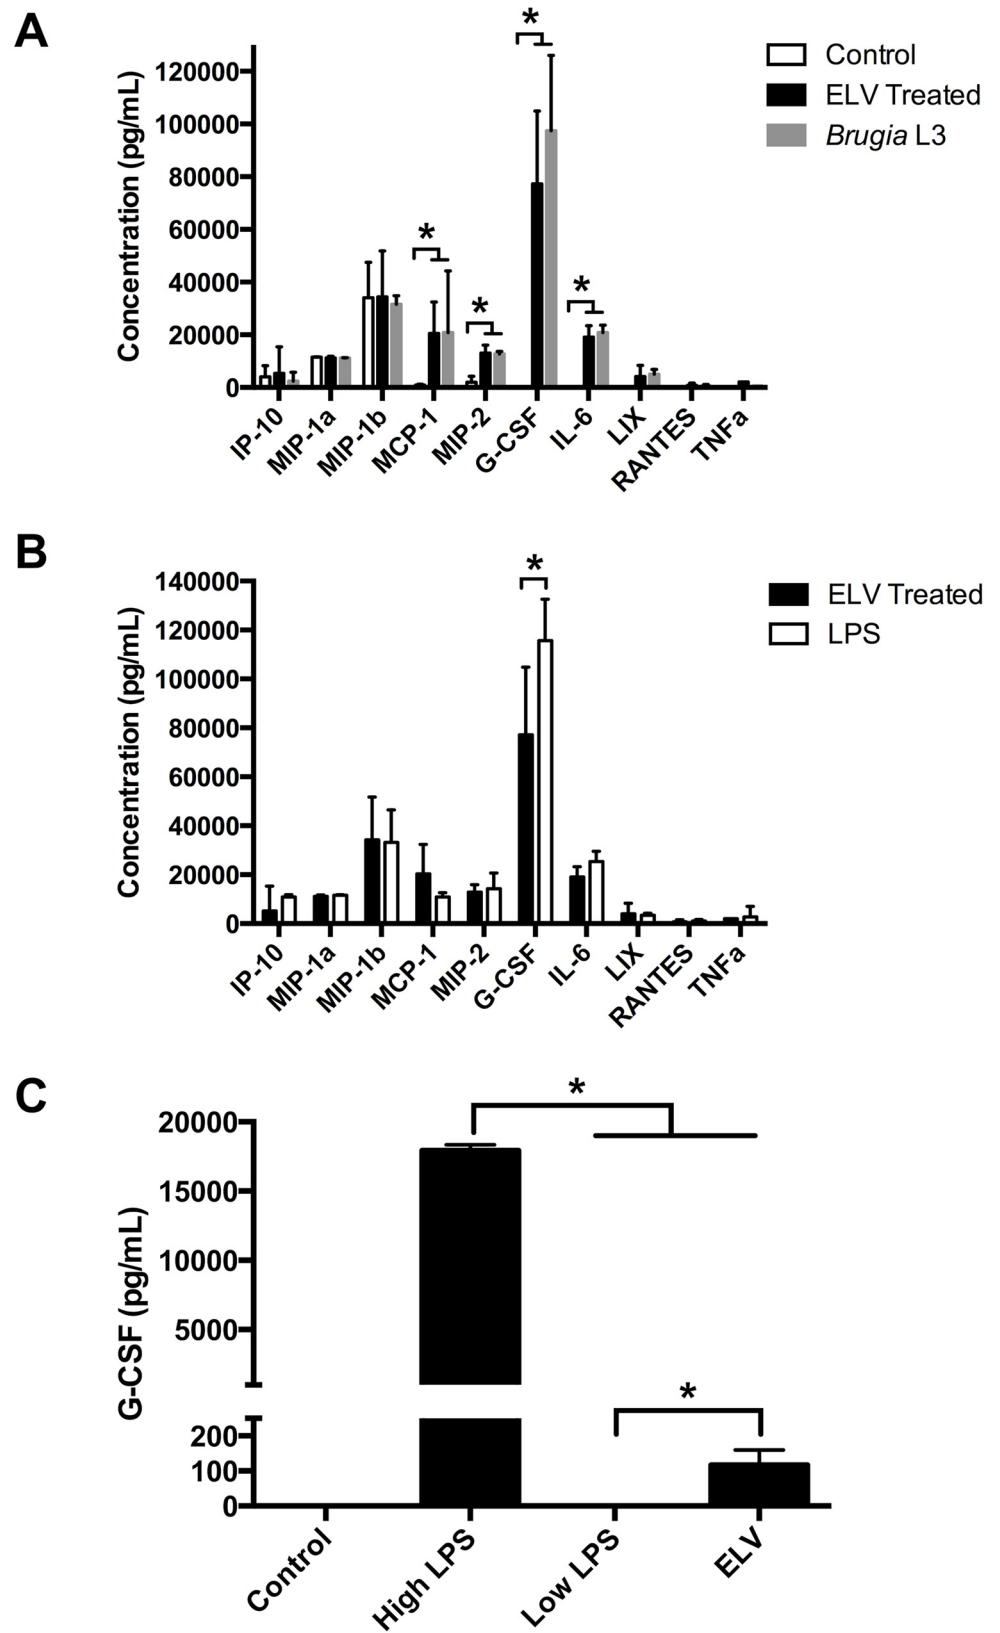 A
Concentration (pg/mL)
120000
100000
80000
60000
40000
20000
0
*
*
*
*
Control
ELV Treated
Brugia L3
IP-10
MIP-1a
MIP-1b
MCP-1
MIP-2
G-CSF
IL-6
LIX
RANTES
TNFa
B
Concentration (pg/mL)
140000
120000
100000
80000
60000
40000
20000
0
*
ELV Treated
LPS
IP-10
MIP-1a
MIP-1b
MCP-1
MIP-2
G-CSF
IL-6
LIX
RANTES
TNFa
C
G-CSF (pg/mL)
20000
15000
10000
5000
200
100
0
*
*
Control
High LPS
Low LPS
ELV